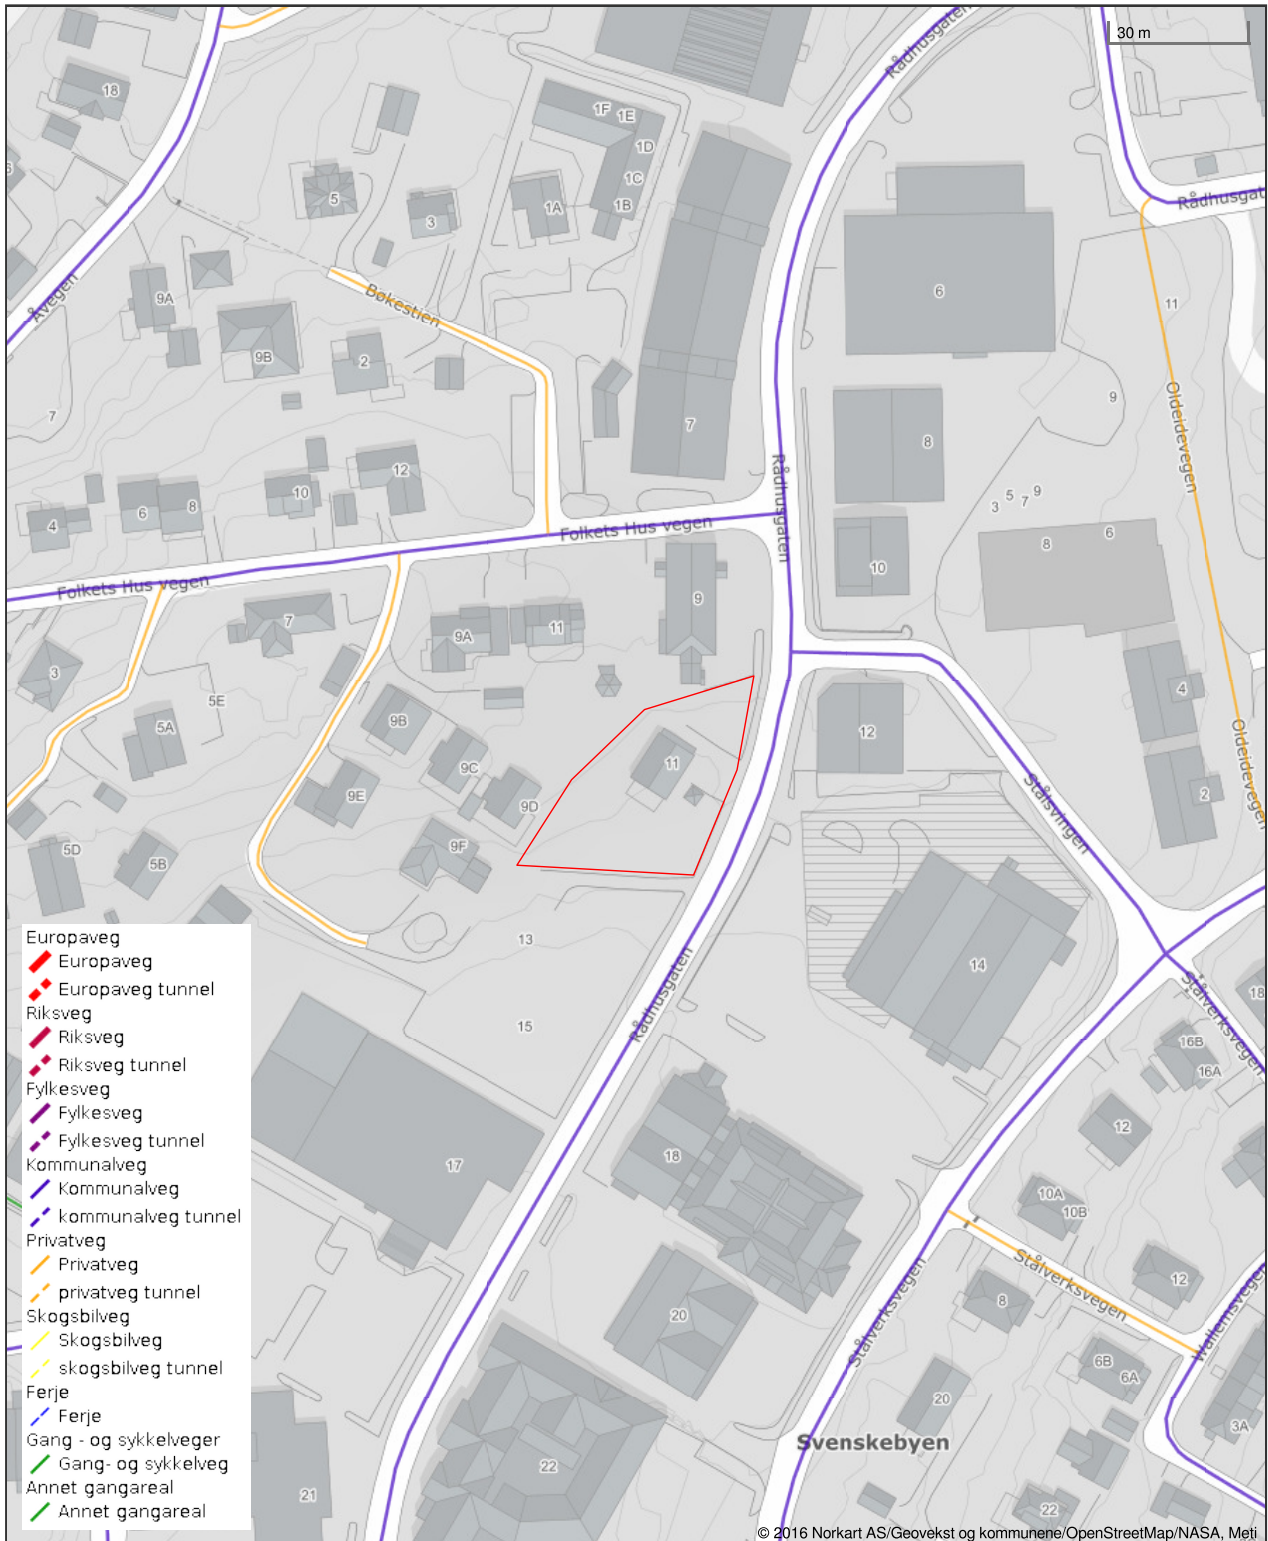 30 m
Rådhusgaten
18
1F
1E
1D
1C
1B
1A
5
3
Rådhusgat
Åvegen
9A
9B
Bøkestien
2
6
11
7
7
9
8
Oldeidevegen
Rådhusgaten
12
10
6
8
4
3
5
7
9
8
6
Folkets Hus vegen
Folkets Hus vegen
10
9
7
9A
11
3
5E
5A
9B
9C
9D
9E
9F
11
12
4
2
Oldeidevegen
Stålsvingen
5D
5B
13
14
15
Rådhusgaten
18
Stålverksvegen
16B
16A
12
17
18
10A
10B
Stålverksvegen
12
8
Wallemsvegen
20
Stålverksvegen
6B
6A
20
3A
Svenskebyen
22
21
22
Europaveg
Europaveg
Europaveg tunnel
Riksveg
Riksveg
Riksveg tunnel
Fylkesveg
Fylkesveg
Fylkesveg tunnel
Kommunalveg
Kommunalveg
kommunalveg tunnel
Privatveg
Privatveg
privatveg tunnel
Skogsbilveg
Skogsbilveg
skogsbilveg tunnel
Ferje
Ferje
Gang - og sykkelveger
Gang- og sykkelveg
Annet gangareal
Annet gangareal
© 2016 Norkart AS/Geovekst og kommunene/OpenStreetMap/NASA, Meti